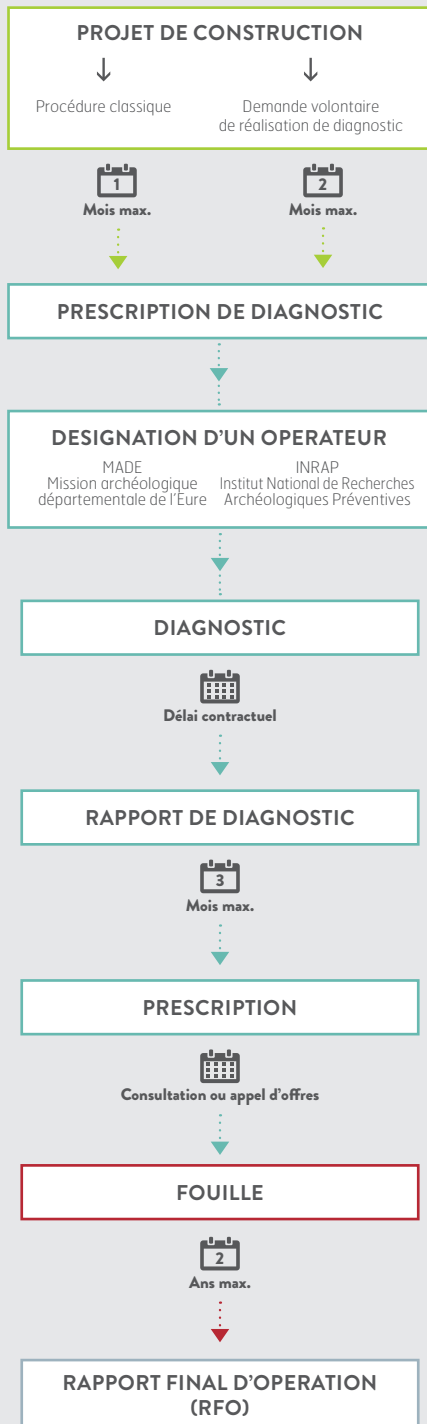 PROJET DE CONSTRUCTION
Procédure classique
Demande volontaire
de réalisation de diagnostic
1
Mois max.
2
Mois max.
PRESCRIPTION DE DIAGNOSTIC
DESIGNATION D'UN OPERATEUR
MADE
Mission archéologique
départementale de l'Eure
INRAP
Institut National de Recherches
Archéologiques Préventives
DIAGNOSTIC
Délai contractuel
RAPPORT DE DIAGNOSTIC
3
Mois max.
PRESCRIPTION
Consultation ou appel d'offres
FOUILLE
2
Ans max.
RAPPORT FINAL D'OPERATION
(RFO)